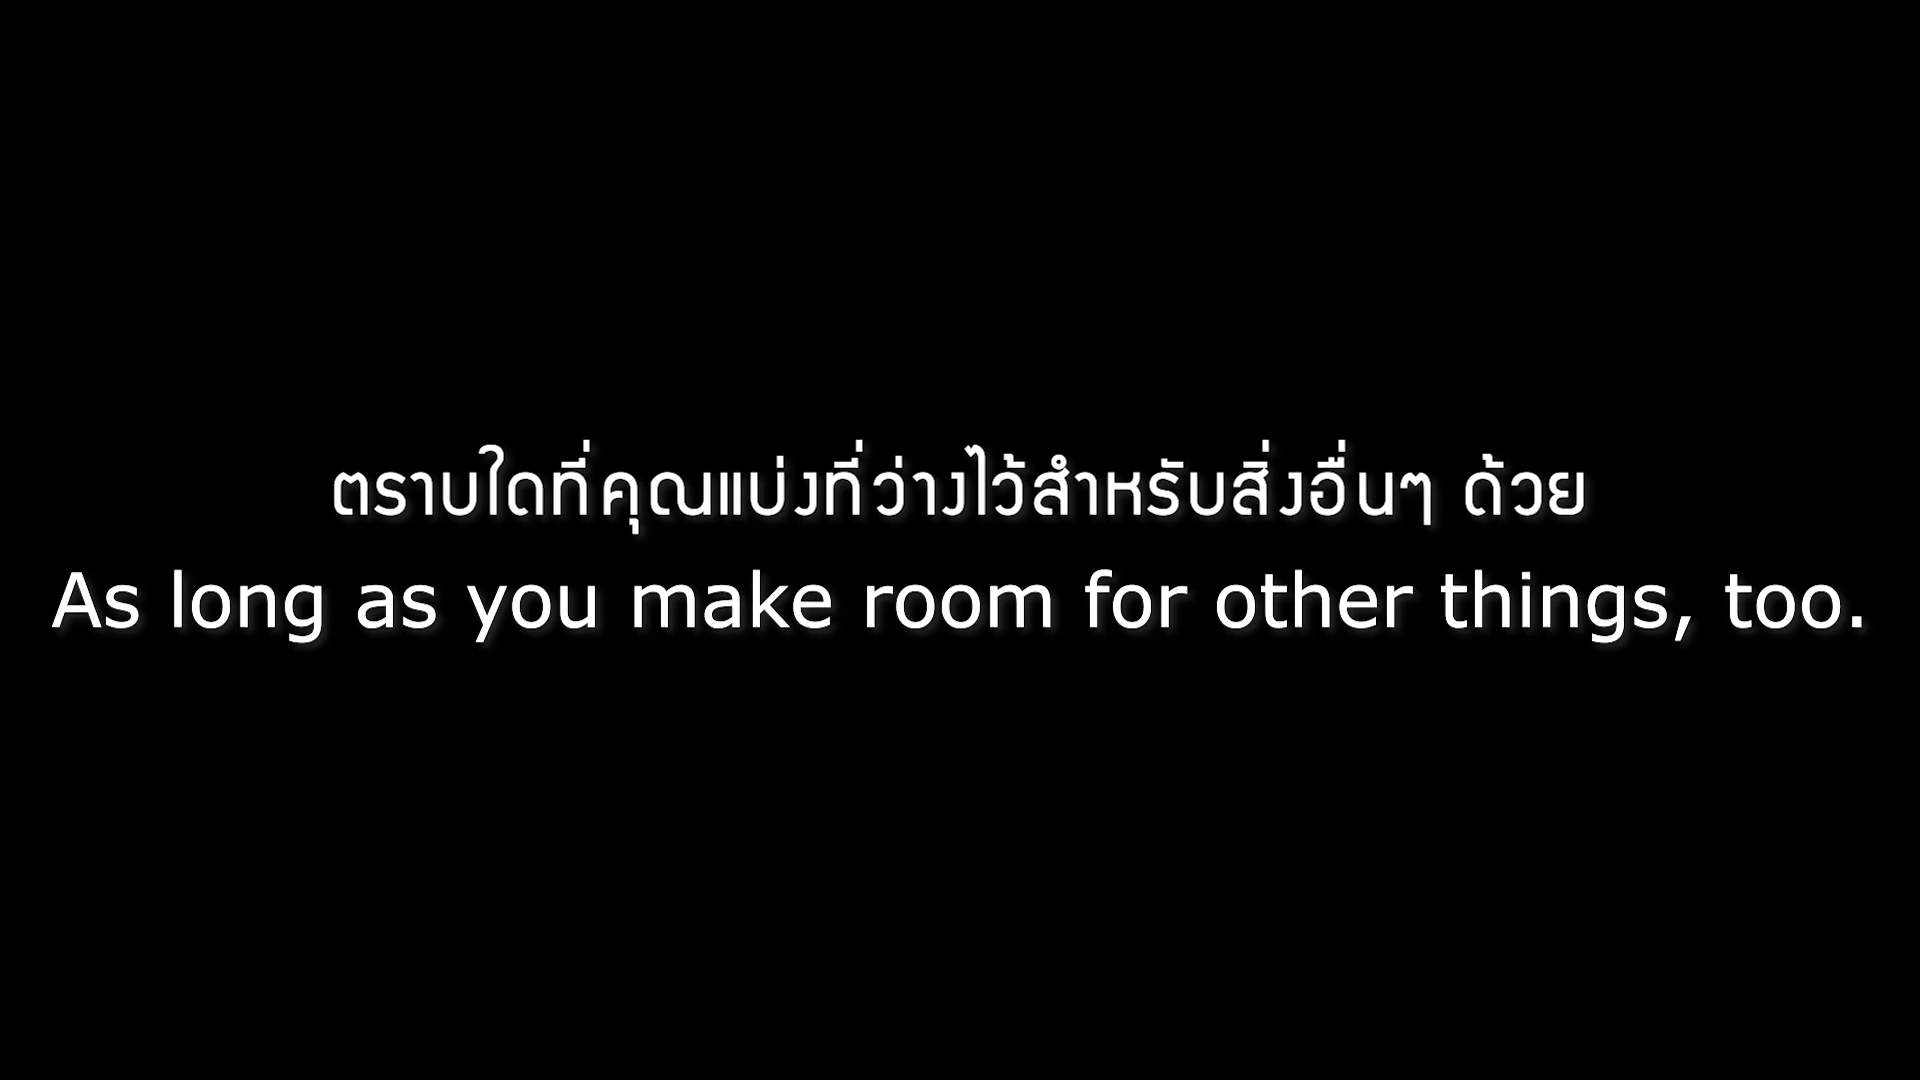 ตราบใดที่คุณแบ่งที่ว่างไว้สำหรับสิ่งอื่นๆ ด้วย
As long as you make room for other things, too.